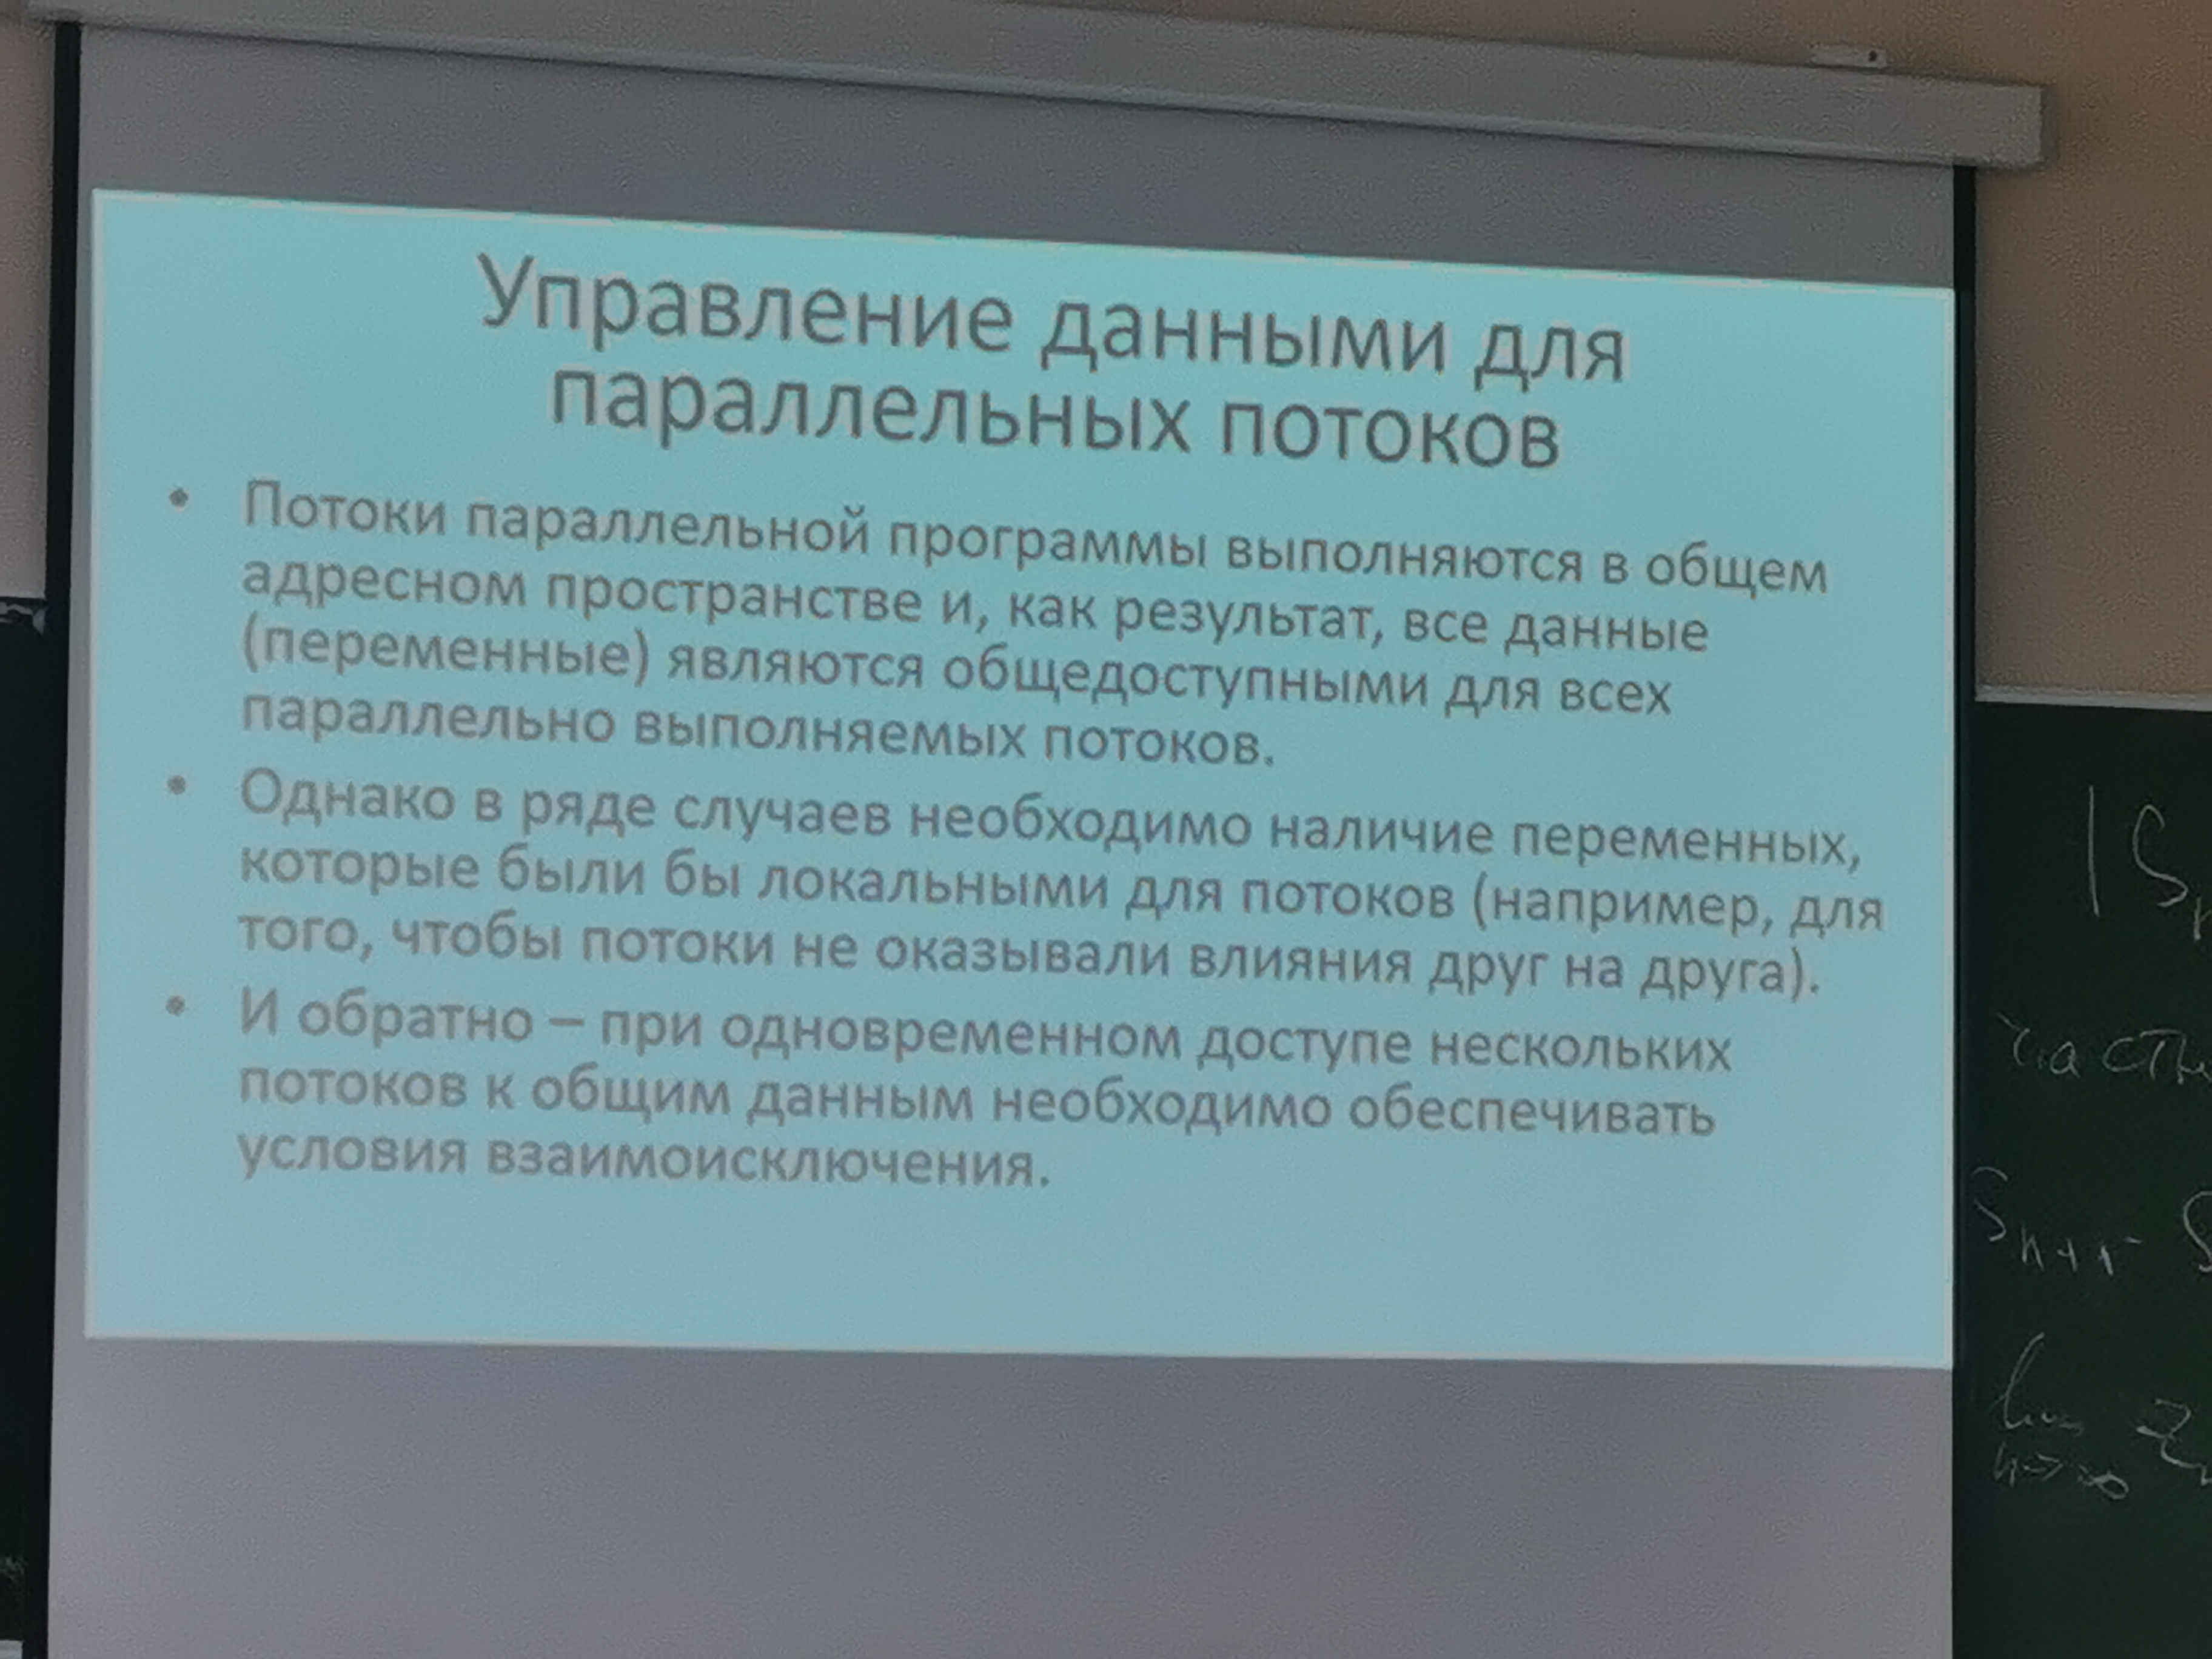 Управление данными для
параллельных потоков
• Потоки параллельной программы выполняются в общем
адресном пространстве и, как результат, все данные
(переменные) являются общедоступными для всех
параллельно выполняемых потоков.
• Однако в ряде случаев необходимо наличие переменных,
которые были бы локальными для потоков (например, для
того, чтобы потоки не оказывали влияния друг на друга).
• И обратно – при одновременном доступе нескольких
потоков к общим данным необходимо обеспечивать
условия взаимоисключения.